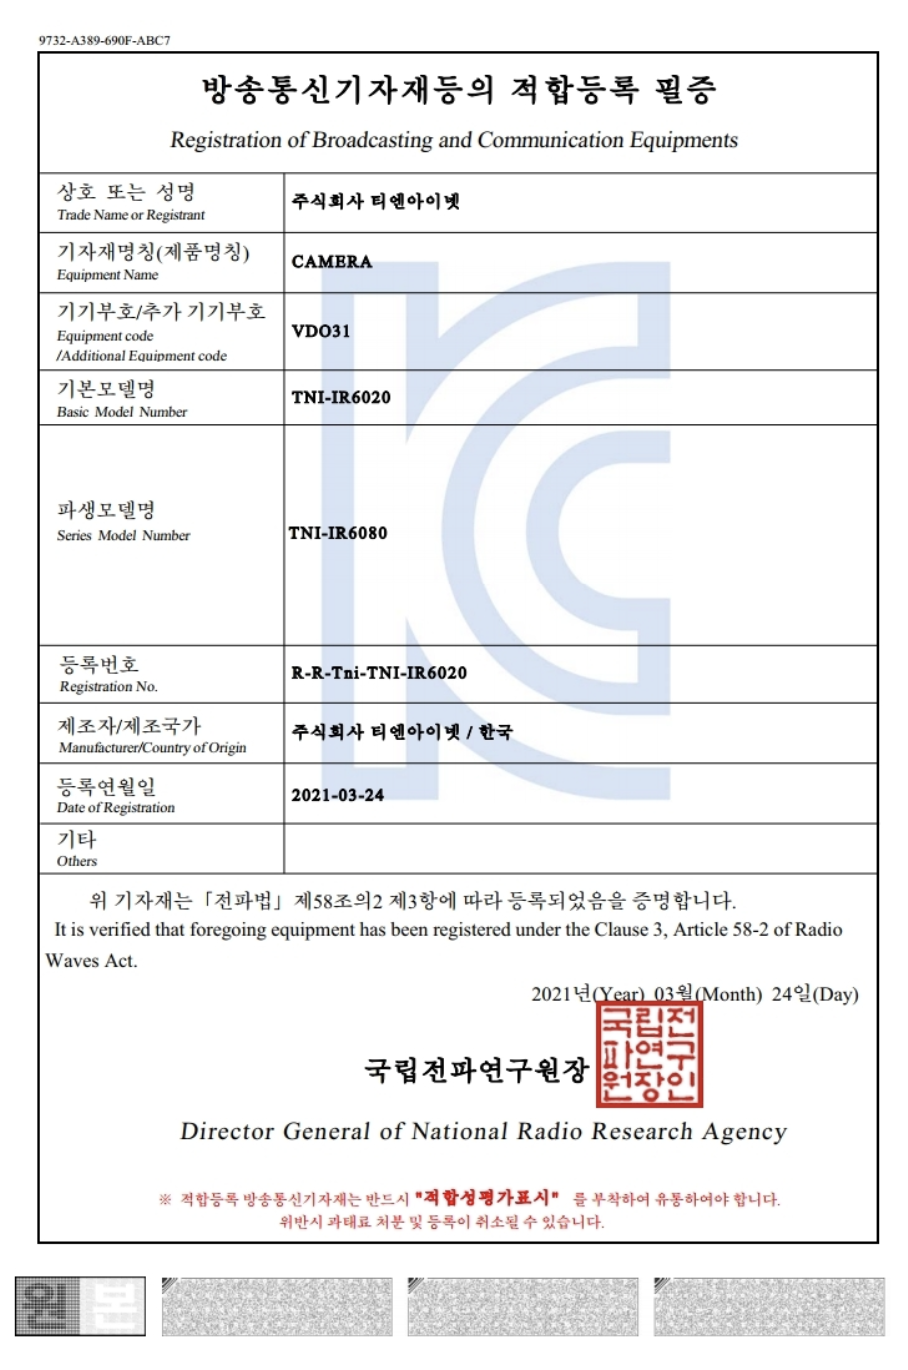 9732-A389-690F-ABC7
방송통신기자재등의 적합등록 필증
Registration of Broadcasting and Communication Equipments
상호 또는 성명
Trade Name or Registrant
주식회사 티엔아이넷
기자재명칭(제품명칭)
Equipment Name
CAMERA
기기부호/추가 기기부호
Equipment code
/Additional Equipment code
VDO31
기본모델명
Basic Model Number
TNI-IR6020
파생모델명
Series Model Number
TNI-IR6080
등록번호
Registration No.
R-R-Tni-TNI-IR6020
제조자/제조국가
Manufacturer/Country of Origin
주식회사 티엔아이넷 / 한국
등록연월일
Date of Registration
2021-03-24
기타
Others
위 기자재는「전파법」제58조의2 제3항에 따라 등록되었음을 증명합니다.
It is verified that foregoing equipment has been registered under the Clause 3, Article 58-2 of Radio
Waves Act.
2021년(Year) 03월(Month) 24일(Day)
국립전파연구원장
국립전
파연구
원장인
Director General of National Radio Research Agency
※ 적합등록 방송통신기자재는 반드시 "적합성평가표시" 를 부착하여 유통하여야 합니다.
위반시 과태료 처분 및 등록이 취소될 수 있습니다.
원본